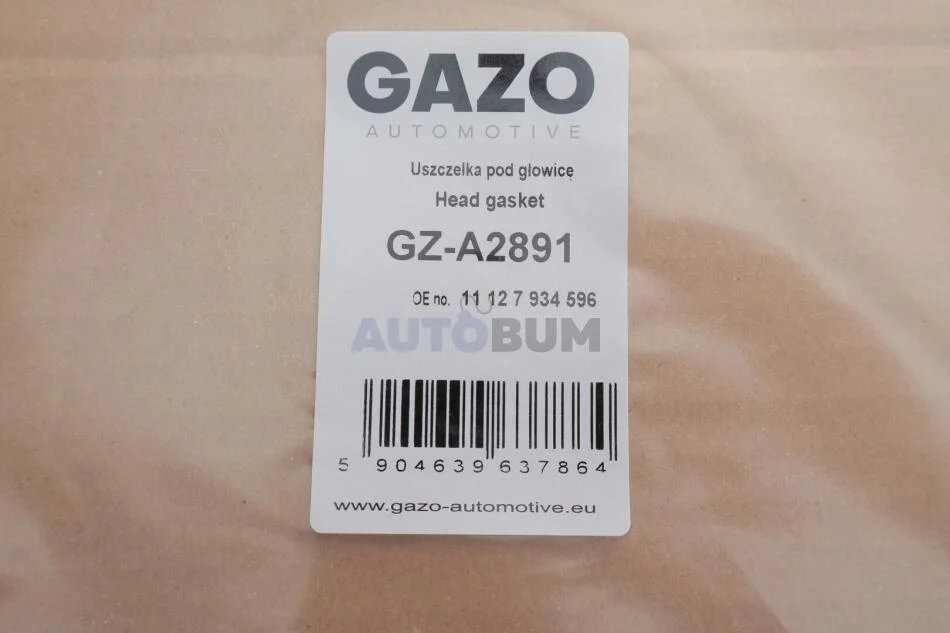 GAZO
AUTOMOTIVE
Uszczelka pod głowicę
Head gasket
GZ-A2891
OE no. 11 12 7 934 596
AUTOBUM
5 904639 637864
www.gazo-automotive.eu